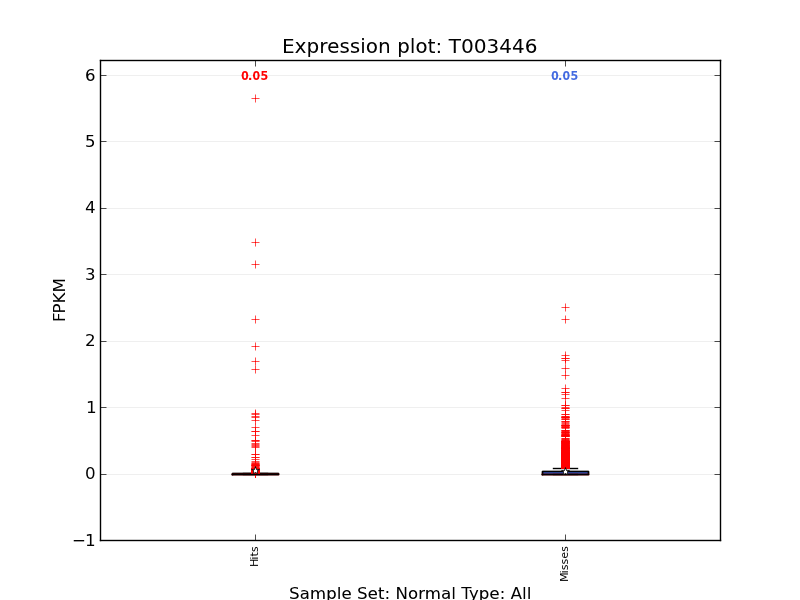 Expression plot: T003446
6
5
4
3
2
1
0
−1
0.05
0.05
FPKM
Hits
Misses
Sample Set: Normal Type: All